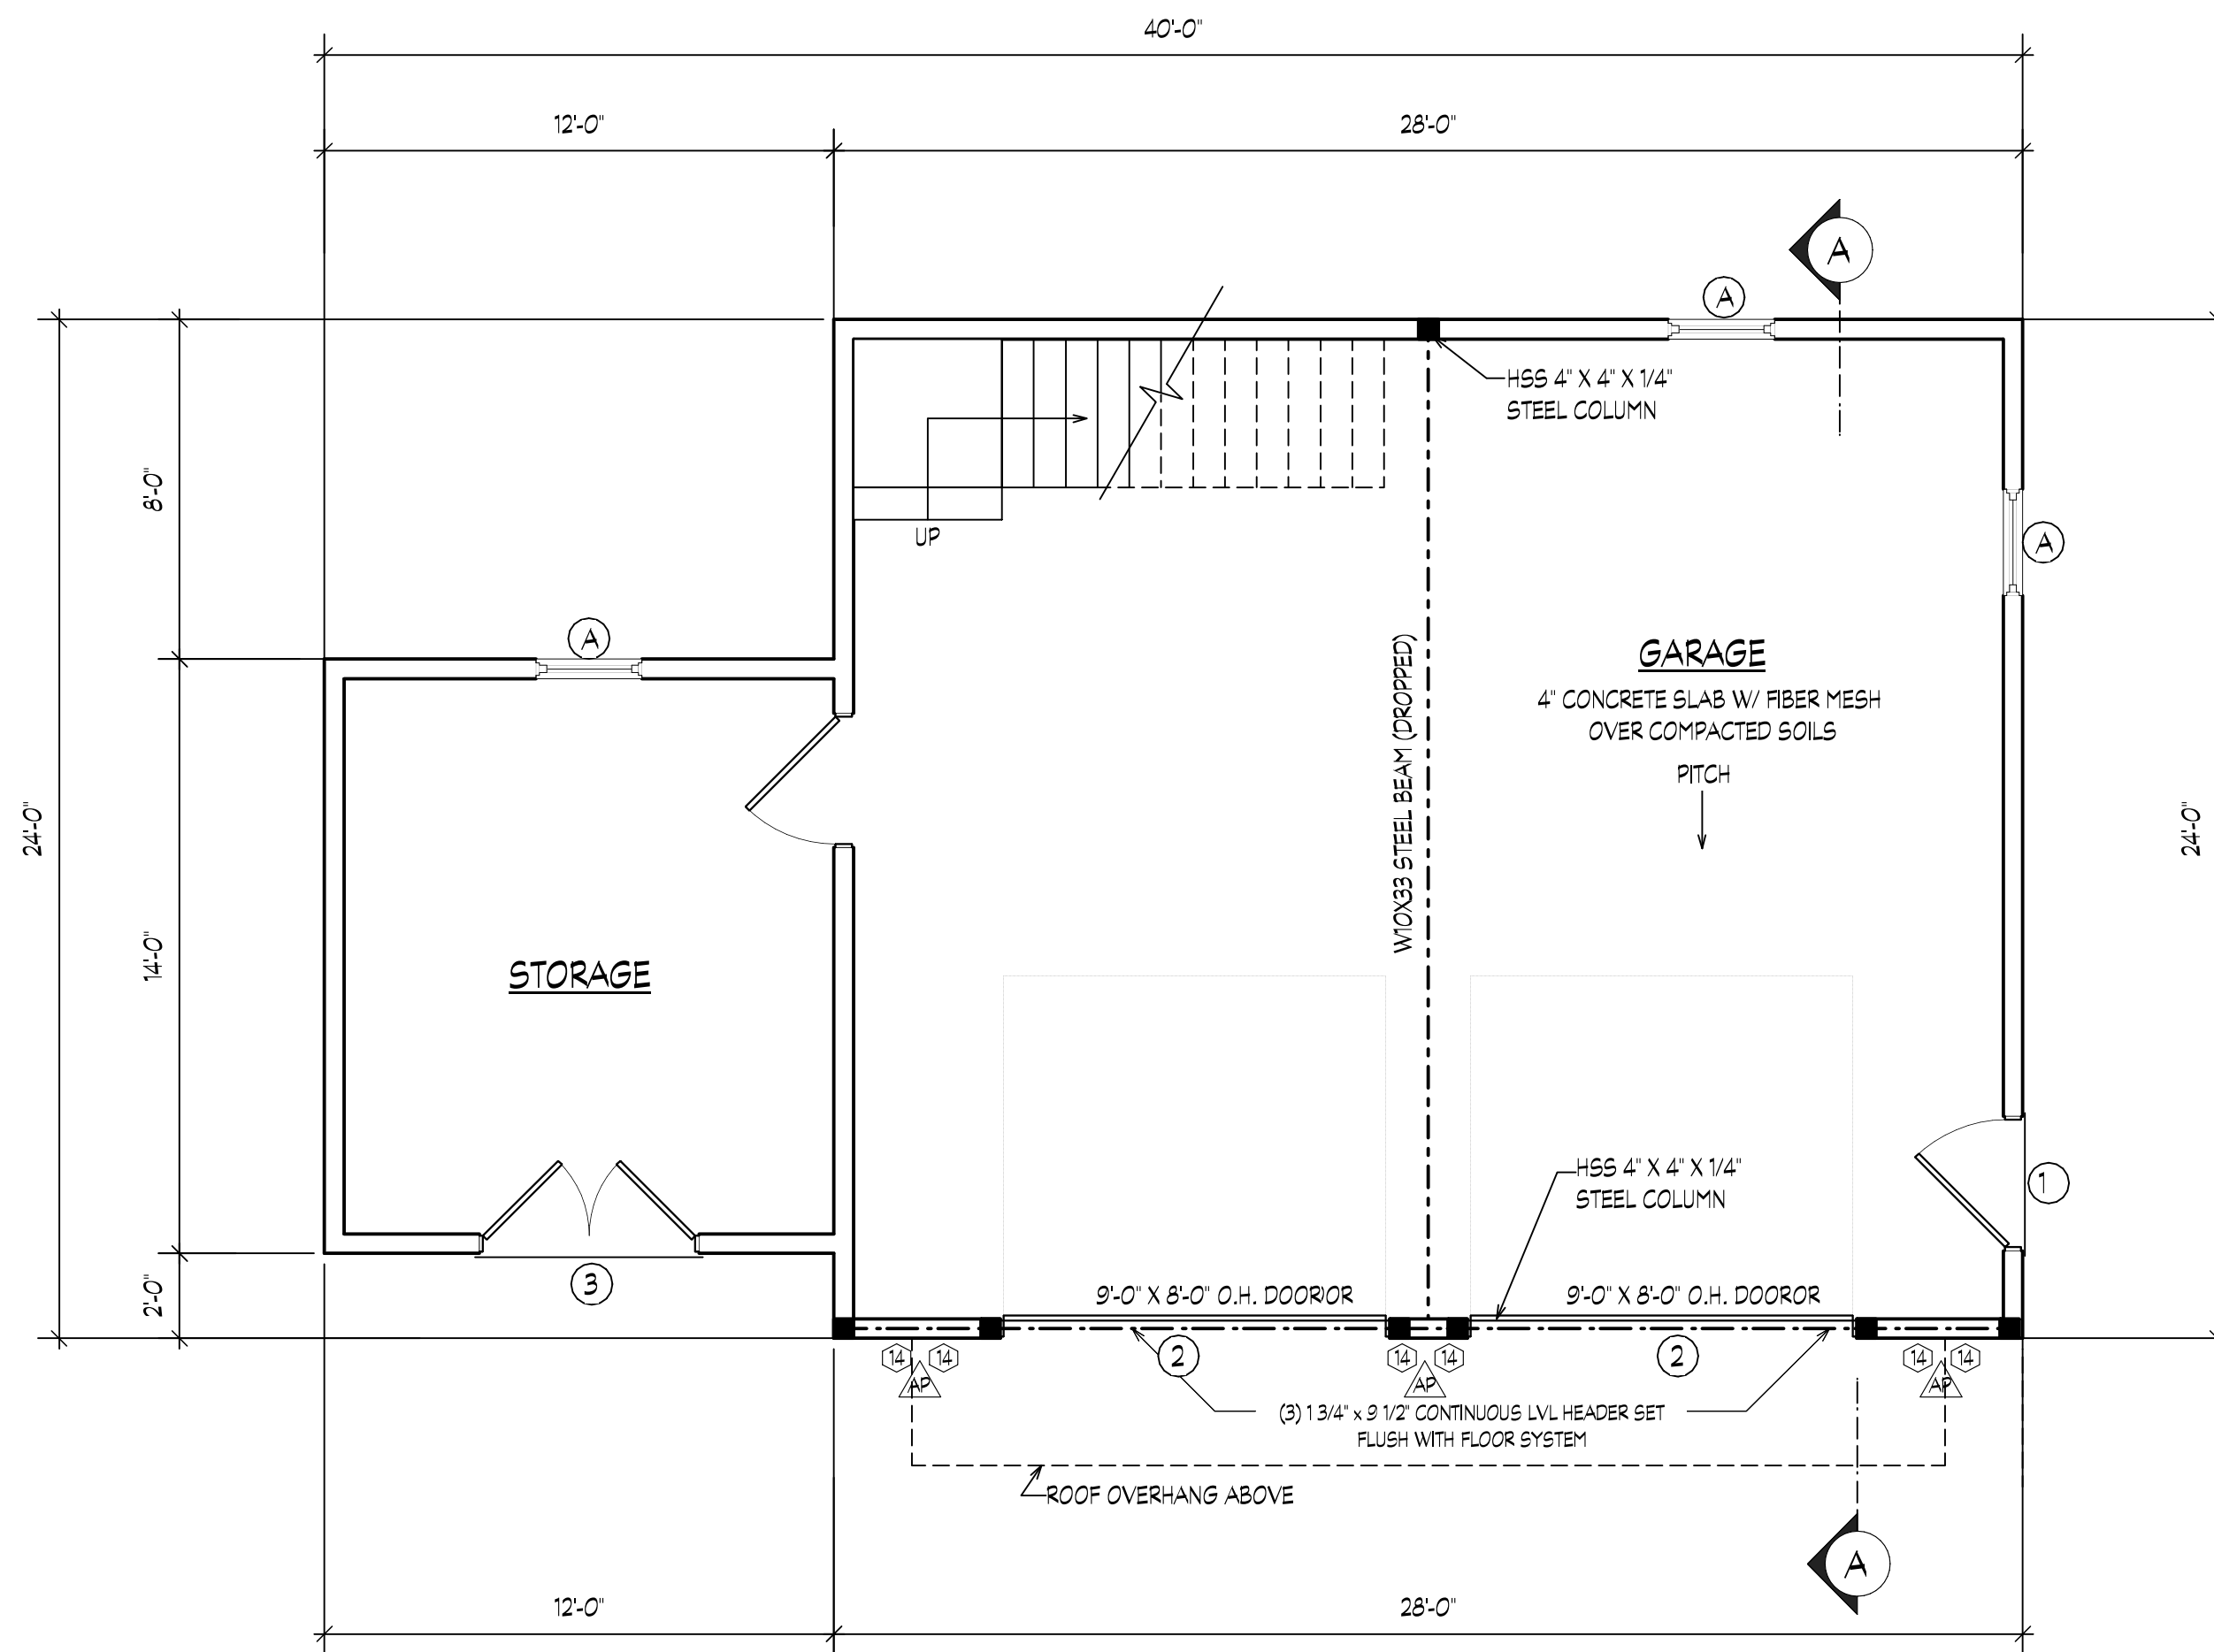 40'-0"
12'-0"
28'-0"
A
A
HSS 4" X 4" X 1/4"
STEEL COLUMN
8'-0"
UP
A
A
GARAGE
4" CONCRETE SLAB W/ FIBER MESH
OVER COMPACTED SOILS
PITCH
W10X33 STEEL BEAM (DROPPED)
24'-0"
24'-0"
14'-0"
STORAGE
HSS 4" X 4" X 1/4"
STEEL COLUMN
1
2'-0"
3
9'-0" X 8'-0" O.H. DOOROR
9'-0" X 8'-0" O.H. DOOROR
14 14
2
14 14
2
14 14
AP
AP
AP
(3) 1 3/4" x 9 1/2" CONTINUOUS LVL HEADER SET
FLUSH WITH FLOOR SYSTEM
ROOF OVERHANG ABOVE
A
12'-0"
28'-0"